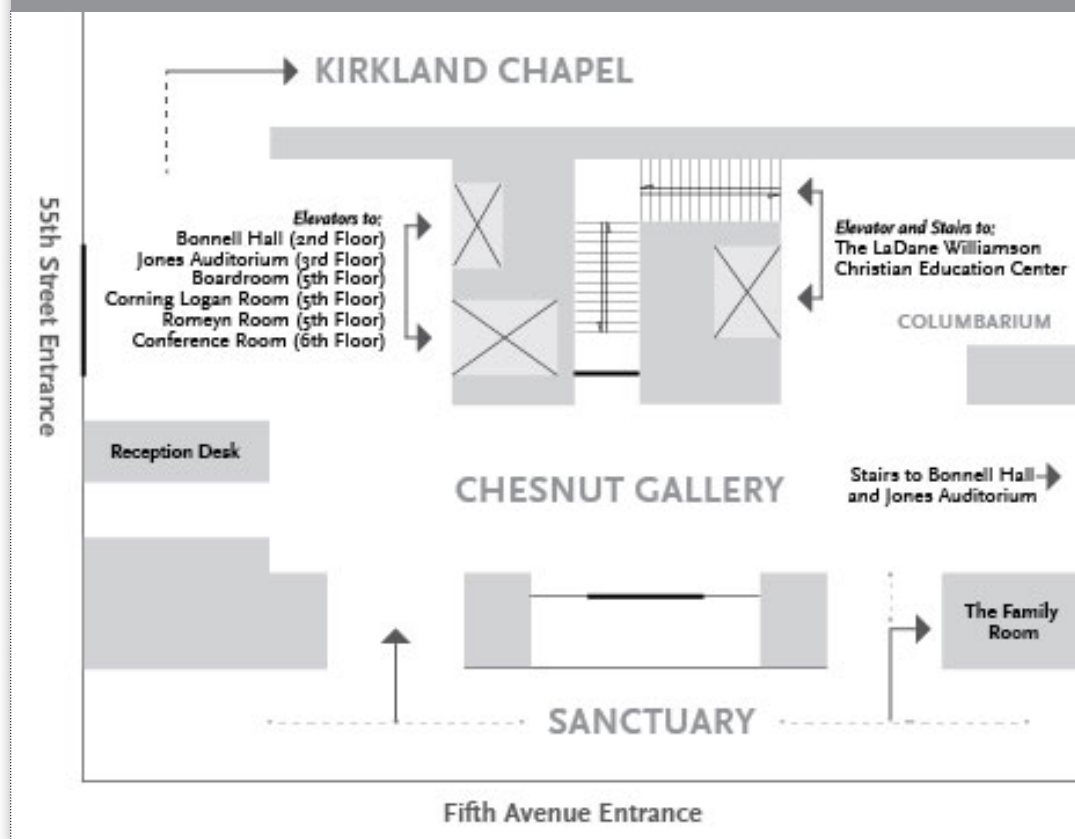 KIRKLAND CHAPEL
55th Street Entrance
Elevators to:
Bonnell Hall (2nd Floor)
Jones Auditorium (3rd Floor)
Boardroom (5th Floor)
Corning Logan Room (5th Floor)
Romeyn Room (5th Floor)
Conference Room (6th Floor)
Elevator and Stairs to:
The LaDane Williamson
Christian Education Center
COLUMBARIUM
Reception Desk
CHESNUT GALLERY
Stairs to Bonnell Hall
and Jones Auditorium
The Family
Room
SANCTUARY
Fifth Avenue Entrance